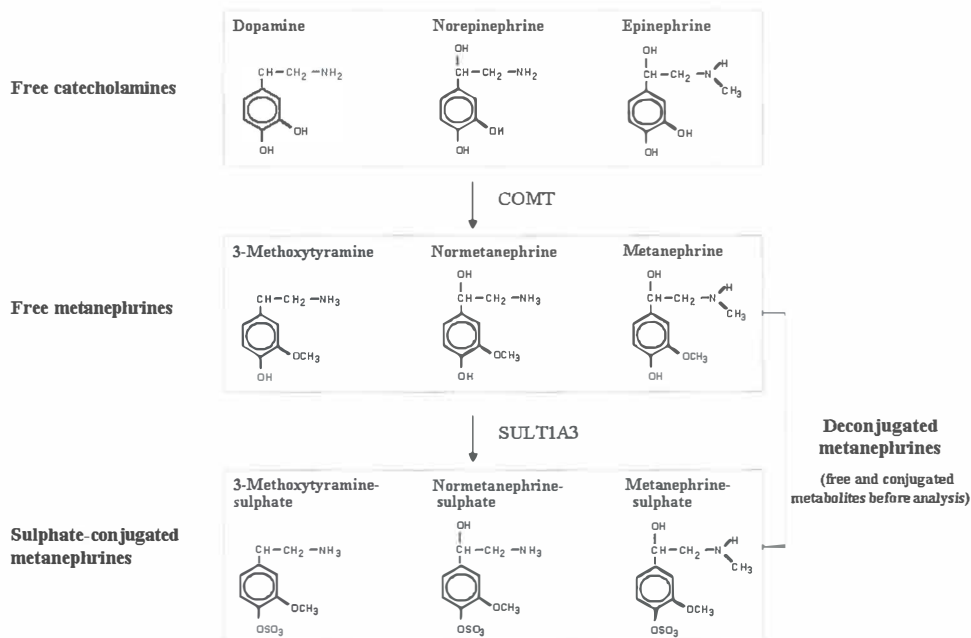 Dopamine
Norepinephrine
Epinephrine
CH—CH2—NH2
OH
OH
OH
CH—CH2—NH2
OH
OH
OH
CH—CH2—N
H
CH3
OH
OH
Free catecholamines
COMT
3-Methoxytyramine
Normetanephrine
Metanephrine
CH—CH2—NH3
OCH3
OH
OH
CH—CH2—NH3
OCH3
OH
OH
CH—CH2—N
H
CH3
OCH3
OH
Free metanephrines
SULT1A3
Deconjugated
metanephrines
(free and conjugated
metabolites before analysis)
3-Methoxytyramine-
sulphate
Normetanephrine-
sulphate
Metanephrine-
sulphate
CH—CH2—NH3
OCH3
OSO3
OH
CH—CH2—NH3
OCH3
OSO3
OH
CH—CH2—N
H
CH3
OCH3
OSO3
Sulphate-conjugated
metanephrines